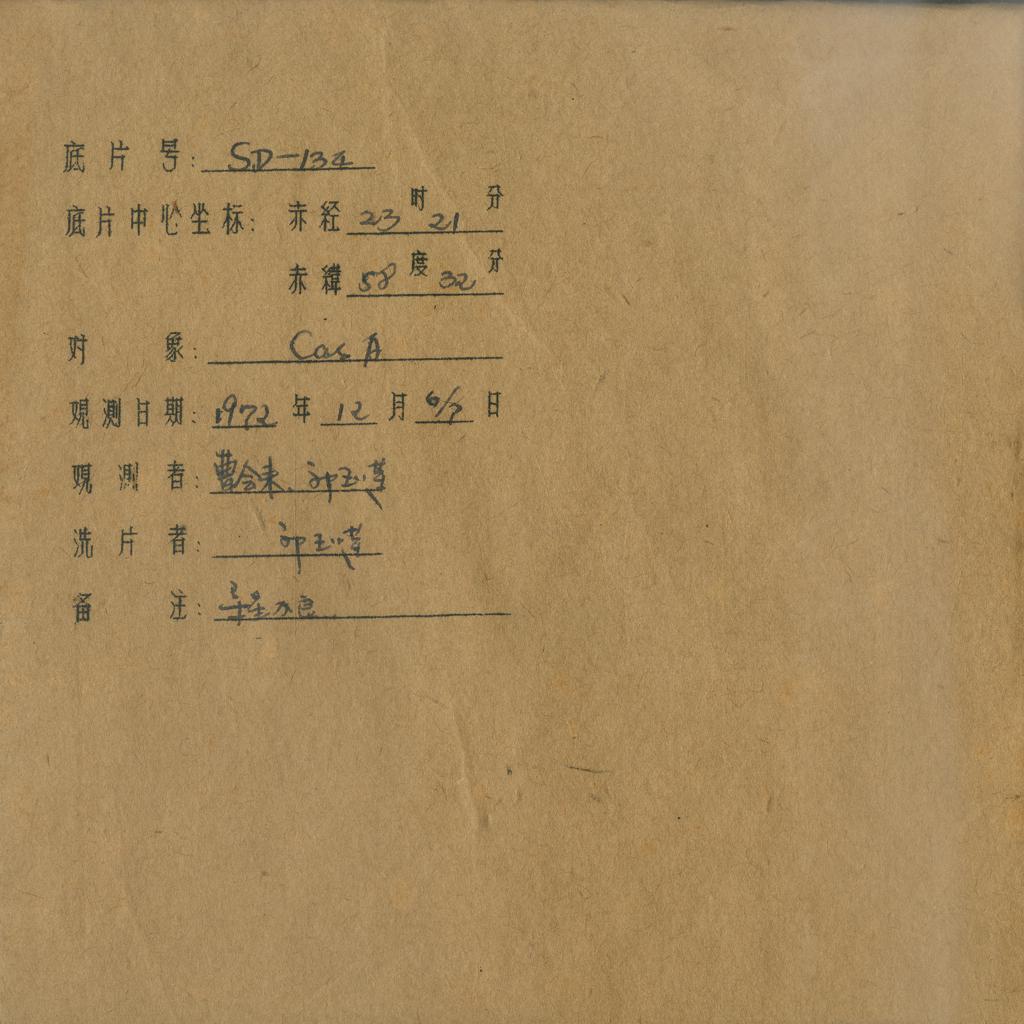 底片号: SD-134
底片中心坐标: 赤经 23 时 21 分
赤緯 58 度 32 分
对象: Cas A
观测日期: 1972 年 12 月 6/7 日
观测者:
洗片者:
备注: 星